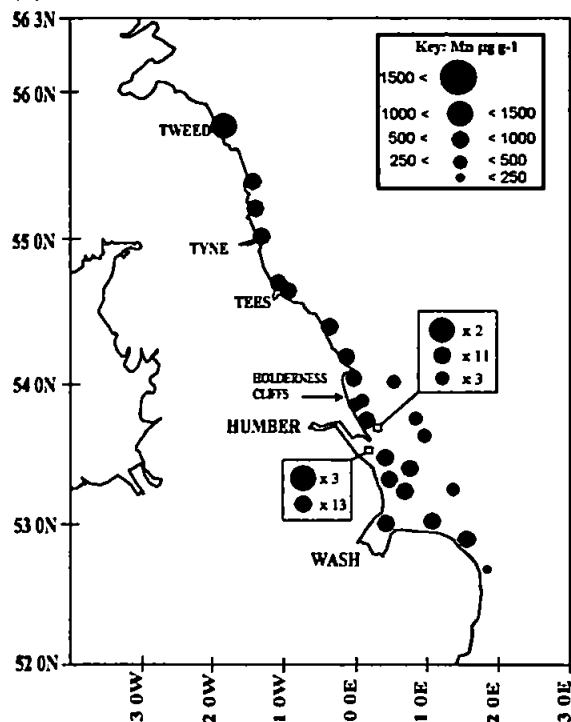 56.3N
56.0N
55.0N
54.0N
53.0N
52.0N
Key: Mn µg g-1
1500 <
1000 < < 1500
500 < < 1000
250 < < 500
< 250
TWEED
TYNE
TEES
HOLDERNESS
CLIFFS
HUMBER
WASH
x 2
x 11
x 3
x 3
x 13
3 0W
2 0W
1 0W
0 0E
1 0E
2 0E
3 0E